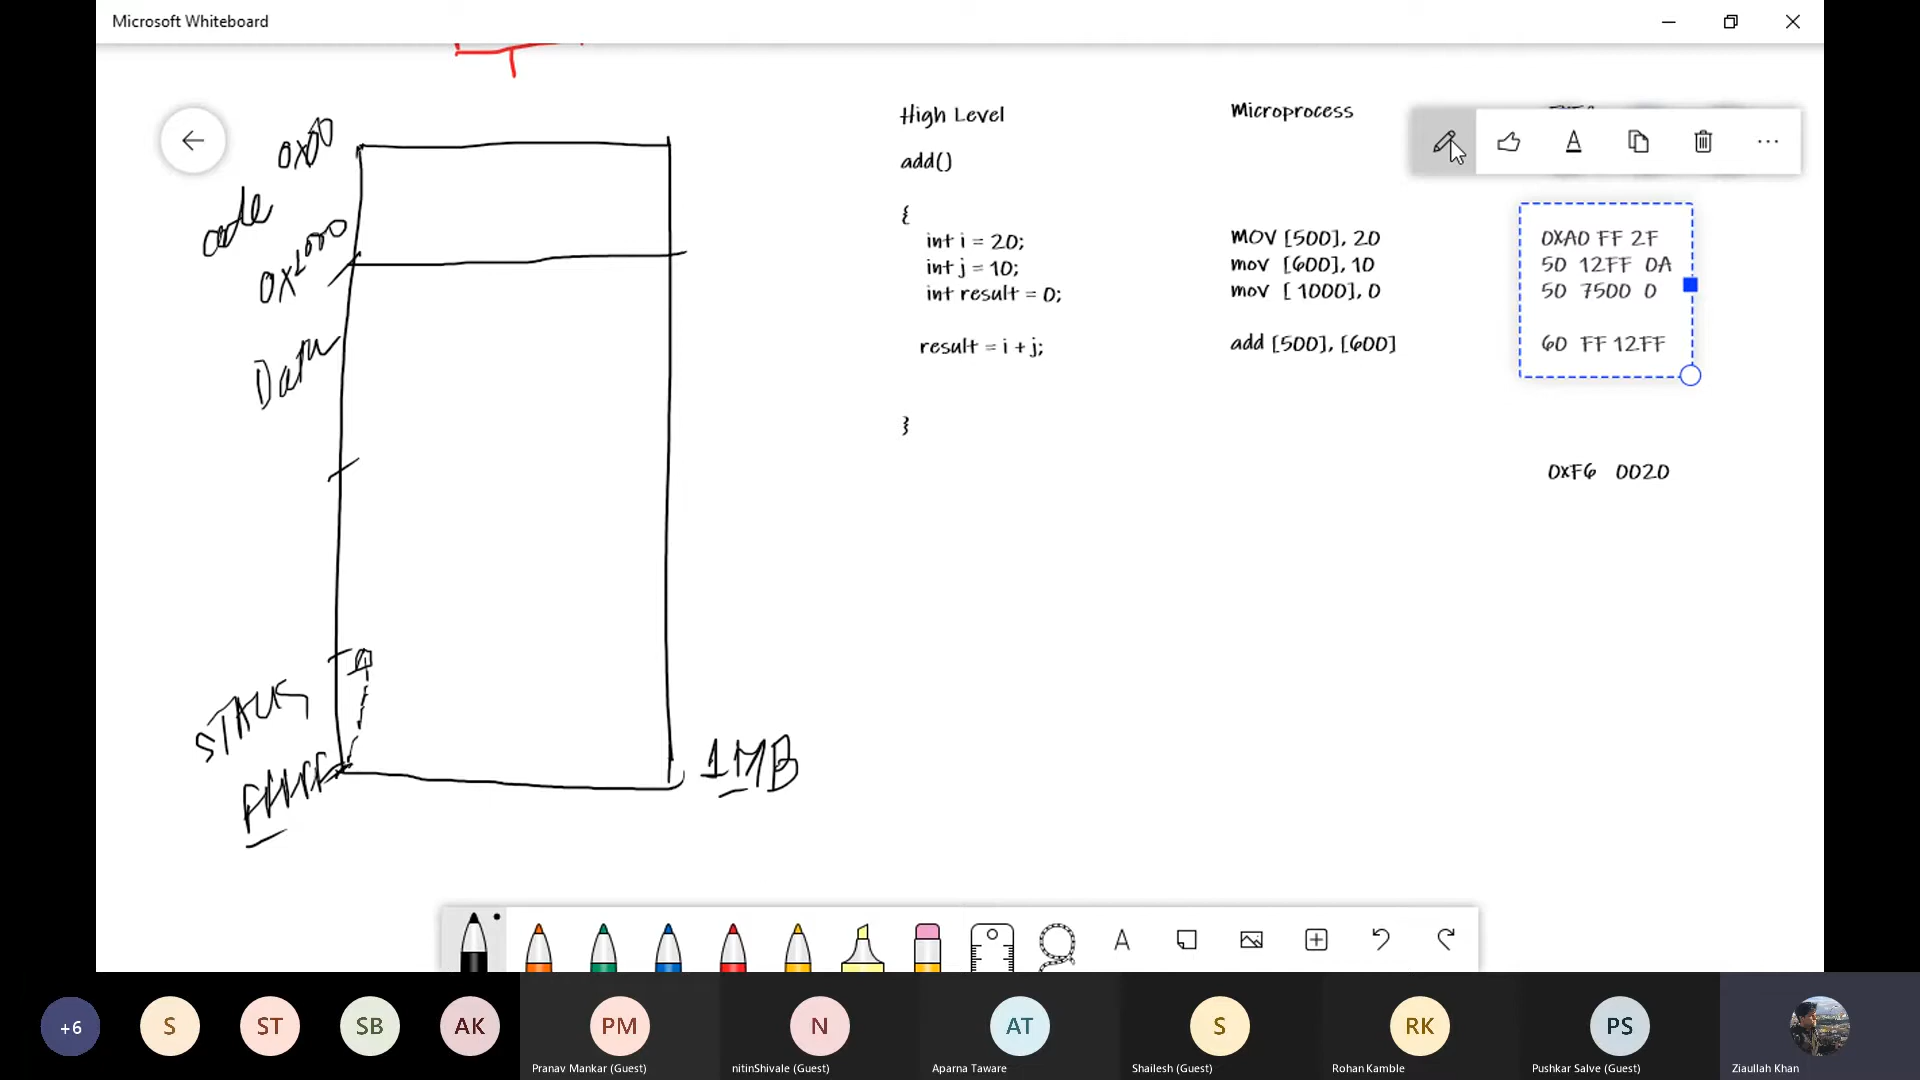 Microsoft Whiteboard
0x00
code
0x1000
Data
STACK
FFFFF
1MB
High Level
add()
{
int i = 20;
int j = 10;
int result = 0;
result = i + j;
}
Microprocess
MOV [500], 20
mov [600], 10
mov [ 1000], 0
add [500], [600]
0XA0 FF 2F
50 12FF 0A
50 7500 0
60 FF 12FF
0xF6 0020
+6
S
ST
SB
AK
PM
Pranav Mankar (Guest)
N
nitinShivale (Guest)
AT
Aparna Taware
S
Shailesh (Guest)
RK
Rohan Kamble
PS
Pushkar Salve (Guest)
Ziaullah Khan